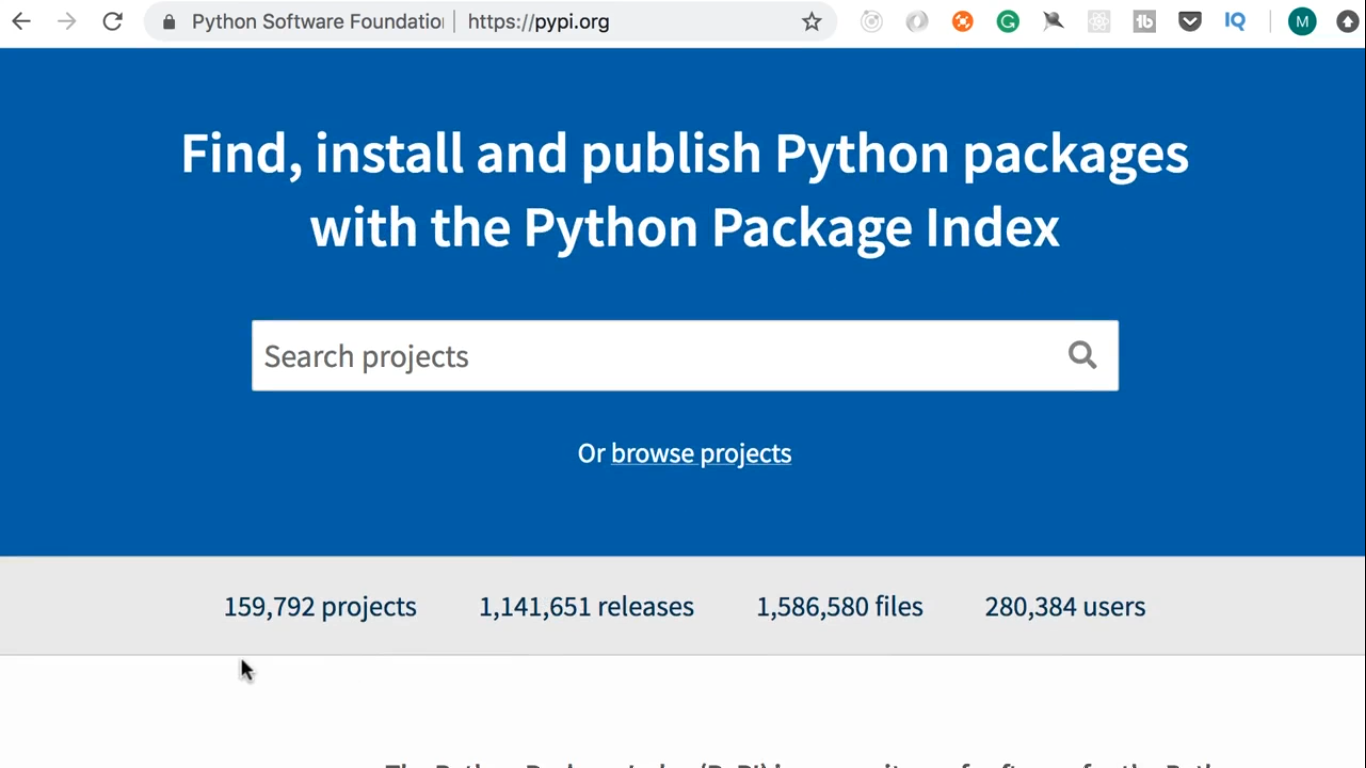 Python Software Foundatio https://pypi.org
M
Find, install and publish Python packages
with the Python Package Index
Search projects
Or browse projects
159,792 projects 1,141,651 releases 1,586,580 files 280,384 users